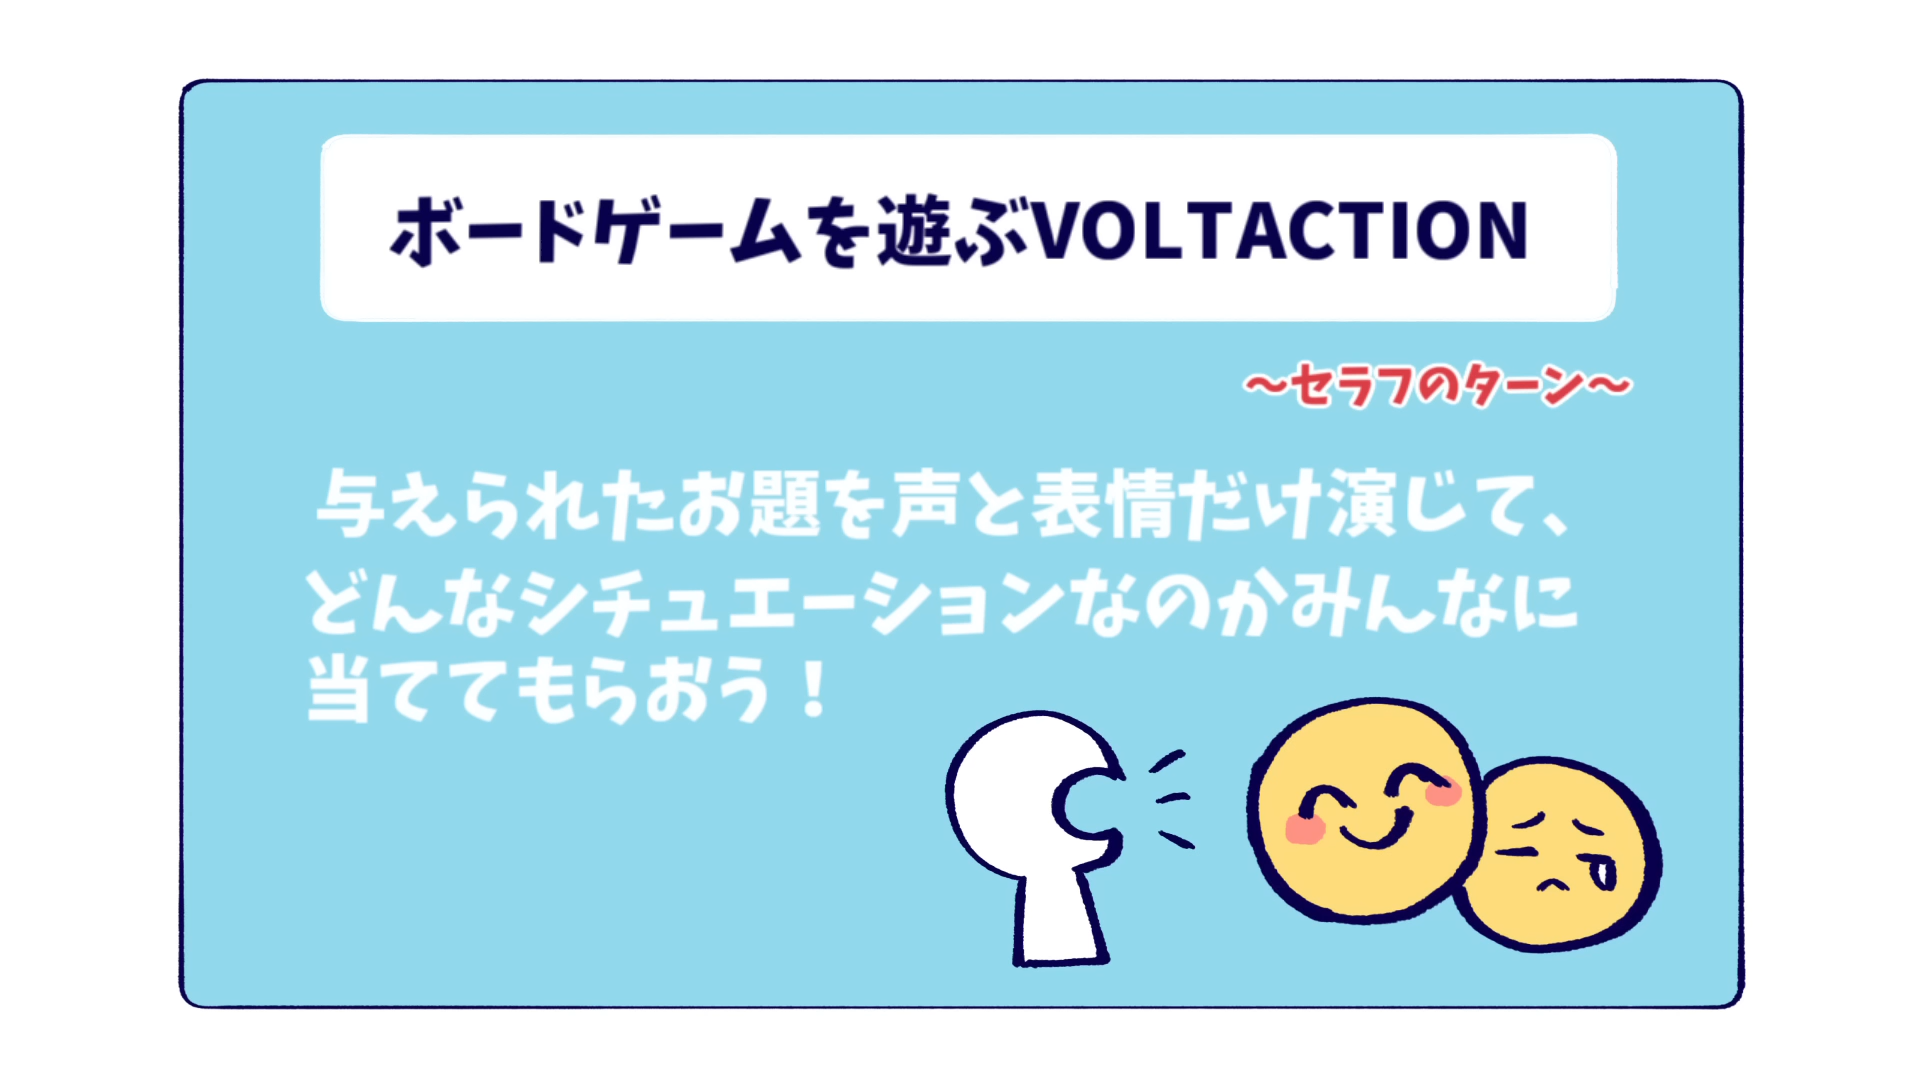 ボードゲームを遊ぶVOLTACTION
～セラフのターン～
与えられたお題を声と表情だけ演じて、
どんなシチュエーションなのかみんなに
当ててもらおう！